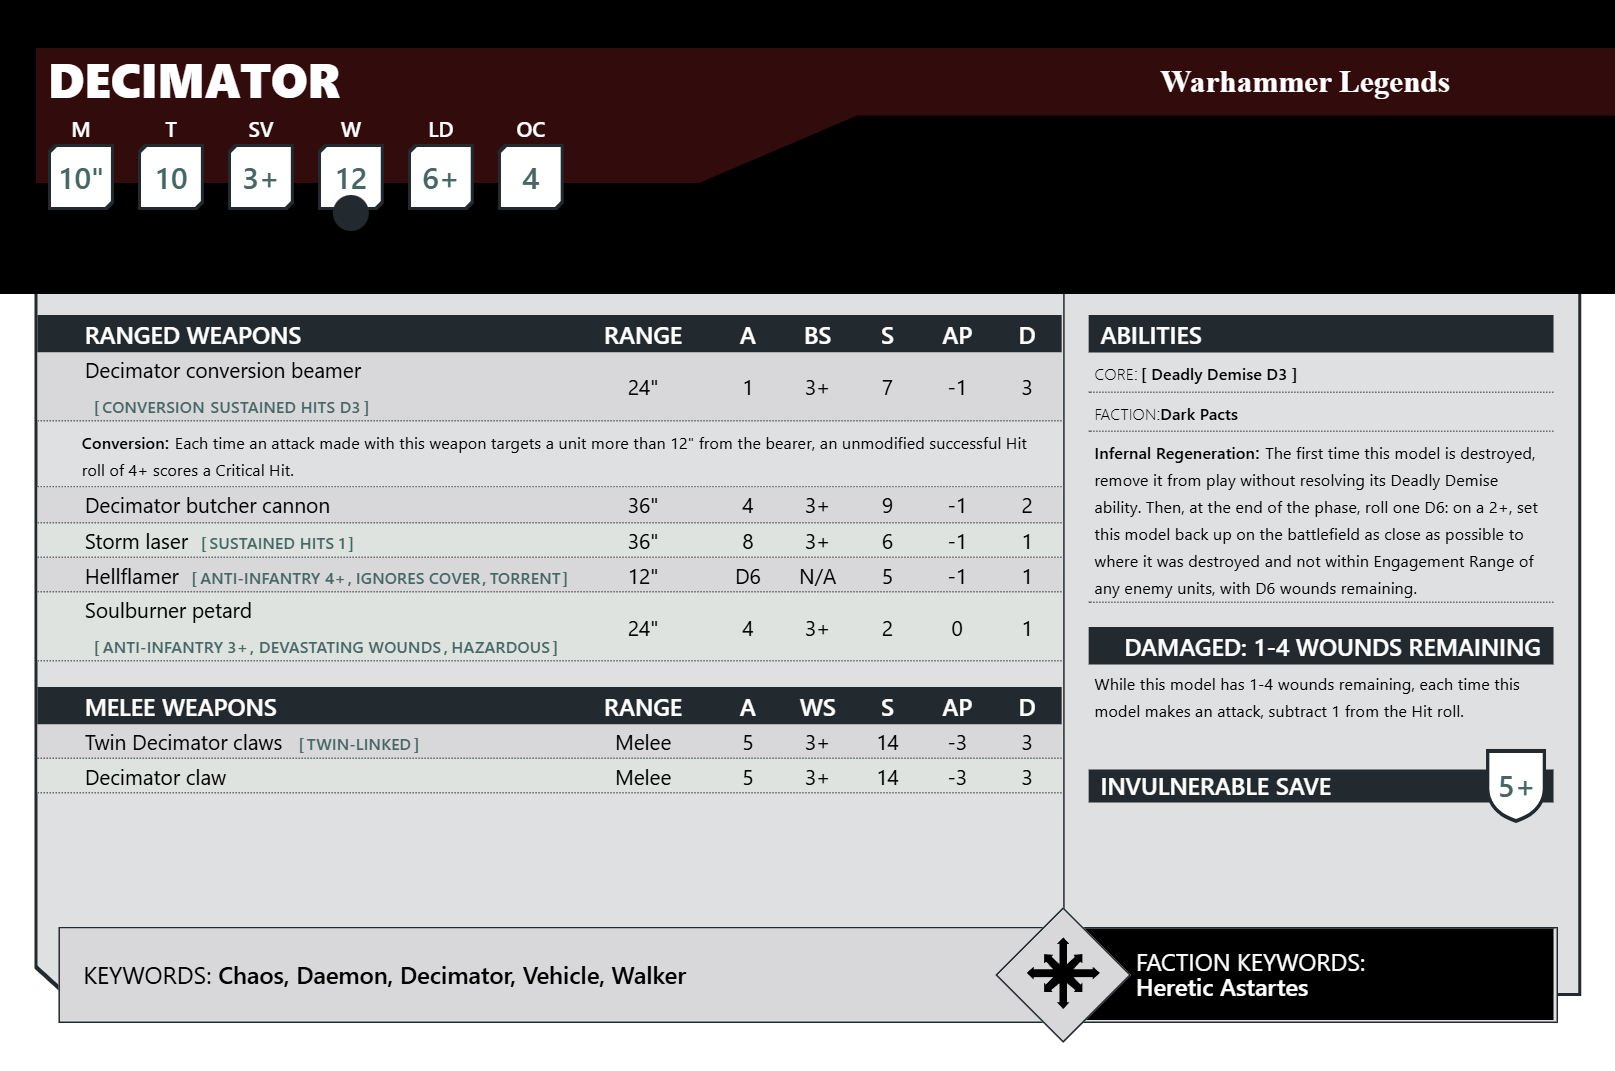 DECIMATOR
Warhammer Legends
M T SV W LD OC
10" 10 3+ 12 6+ 4
RANGED WEAPONS RANGE A BS S AP D
Decimator conversion beamer
[CONVERSION SUSTAINED HITS D3] 24" 1 3+ 7 -1 3
Conversion: Each time an attack made with this weapon targets a unit more than 12" from the bearer, an unmodified successful Hit
roll of 4+ scores a Critical Hit.
Decimator butcher cannon 36" 4 3+ 9 -1 2
Storm laser [SUSTAINED HITS 1] 36" 8 3+ 6 -1 1
Hellflamer [ANTI-INFANTRY 4+, IGNORES COVER, TORRENT] 12" D6 N/A 5 -1 1
Soulburner petard
[ANTI-INFANTRY 3+, DEVASTATING WOUNDS, HAZARDOUS] 24" 4 3+ 2 0 1
MELEE WEAPONS RANGE A WS S AP D
Twin Decimator claws [TWIN-LINKED] Melee 5 3+ 14 -3 3
Decimator claw Melee 5 3+ 14 -3 3
ABILITIES
CORE: [ Deadly Demise D3 ]
FACTION:Dark Pacts
Infernal Regeneration: The first time this model is destroyed,
remove it from play without resolving its Deadly Demise
ability. Then, at the end of the phase, roll one D6: on a 2+, set
this model back up on the battlefield as close as possible to
where it was destroyed and not within Engagement Range of
any enemy units, with D6 wounds remaining.
DAMAGED: 1-4 WOUNDS REMAINING
While this model has 1-4 wounds remaining, each time this
model makes an attack, subtract 1 from the Hit roll.
INVULNERABLE SAVE 5+
KEYWORDS: Chaos, Daemon, Decimator, Vehicle, Walker
FACTION KEYWORDS:
Heretic Astartes